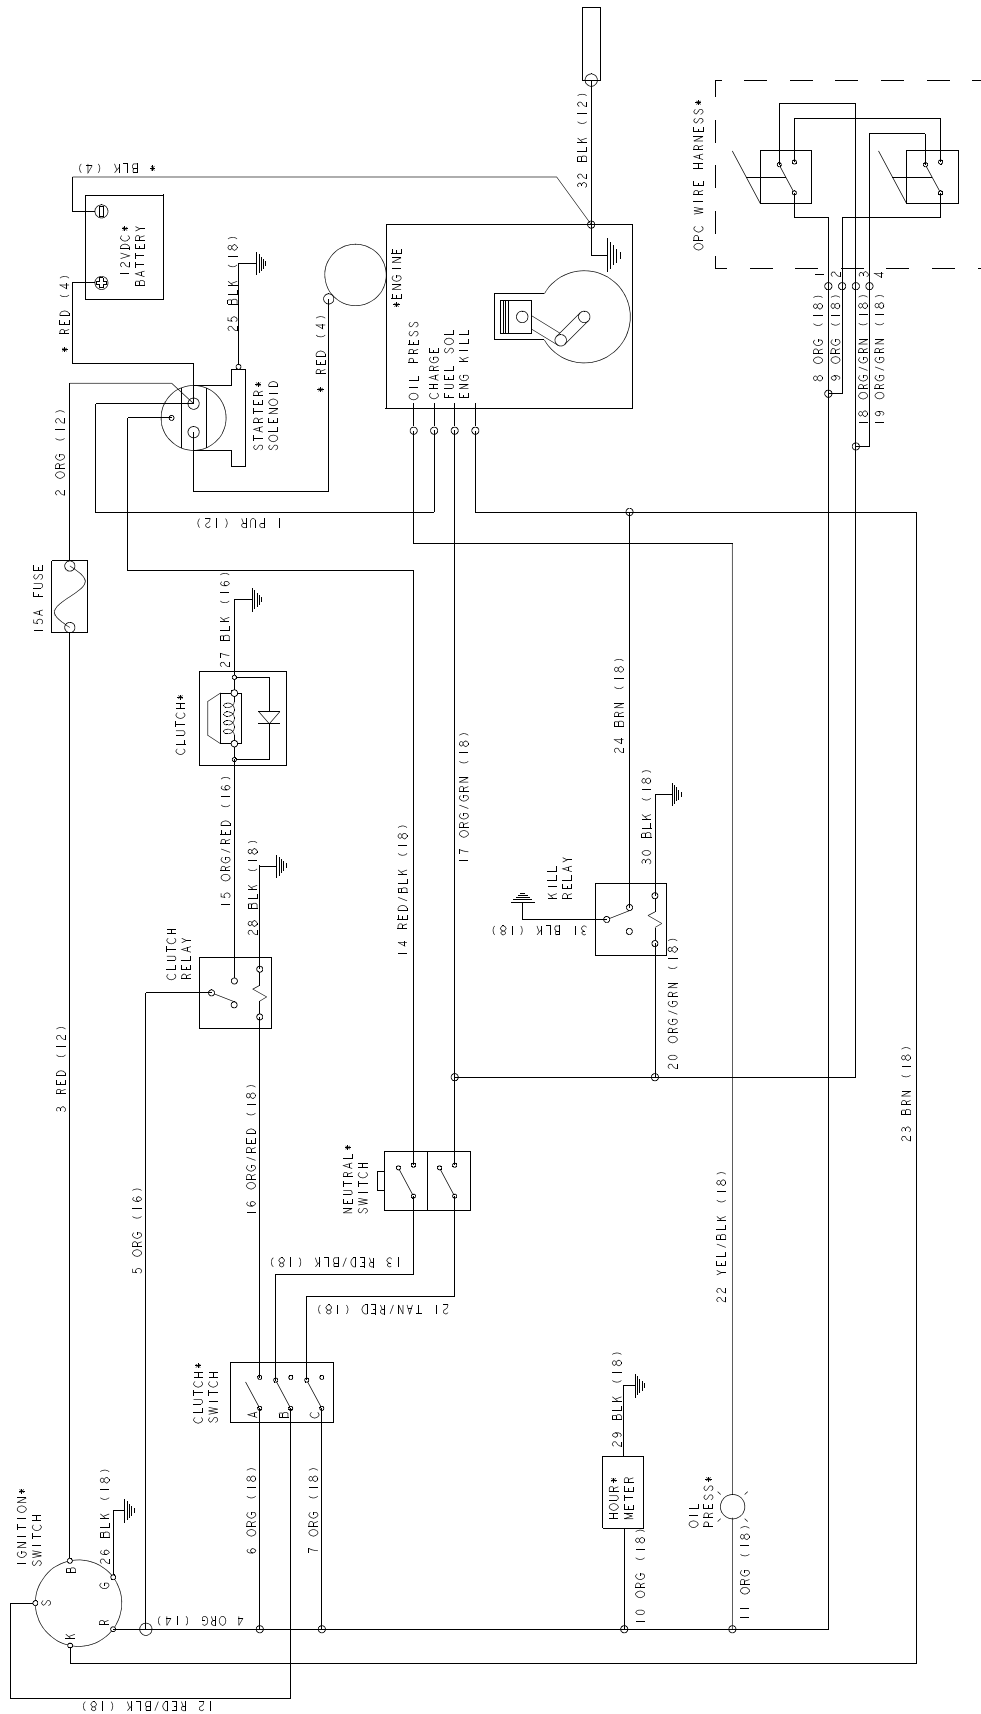 32 BLK (12)
OPC WIRE HARNESS*
* BLK (4)
12VDC*
BATTERY
25 BLK (18)
* RED (4)
* RED (4)
*ENGINE
OIL PRESS
CHARGE
FUEL SOL
ENG KILL
1
2
3
4
8 ORG (18)
9 ORG (18)
18 ORG/GRN (18)
19 ORG/GRN (18)
STARTER*
SOLENOID
2 ORG (12)
1 PUR (12)
15A FUSE
27 BLK (16)
CLUTCH*
24 BRN (18)
17 ORG/GRN (18)
15 ORG/RED (16)
30 BLK (18)
28 BLK (18)
14 RED/BLK (18)
KILL
RELAY
31 BLK (18)
CLUTCH
RELAY
20 ORG/GRN (18)
3 RED (12)
23 BRN (18)
16 ORG/RED (18)
NEUTRAL*
SWITCH
5 ORG (16)
22 YEL/BLK (18)
13 RED/BLK (18)
21 TAN/RED (18)
CLUTCH*
SWITCH
A
B
C
29 BLK (18)
6 ORG (18)
7 ORG (18)
HOUR*
METER
OIL
PRESS*
IGNITION*
SWITCH
26 BLK (18)
B
G
S
R
K
10 ORG (18)
11 ORG (18)
4 ORG (14)
12 RED/BLK (18)